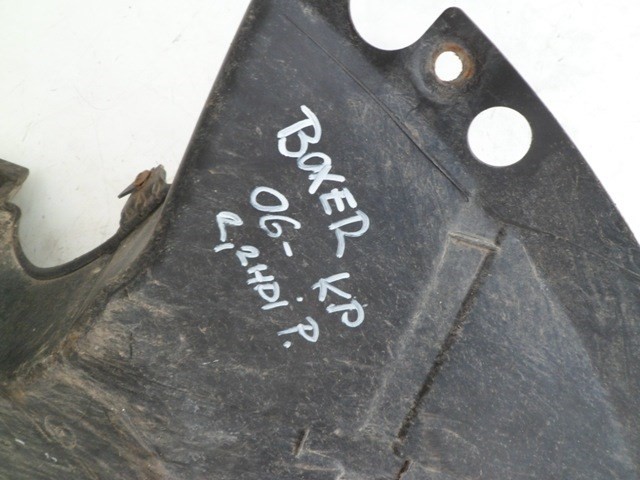 BOXER KP
06-
2,2HDI P.